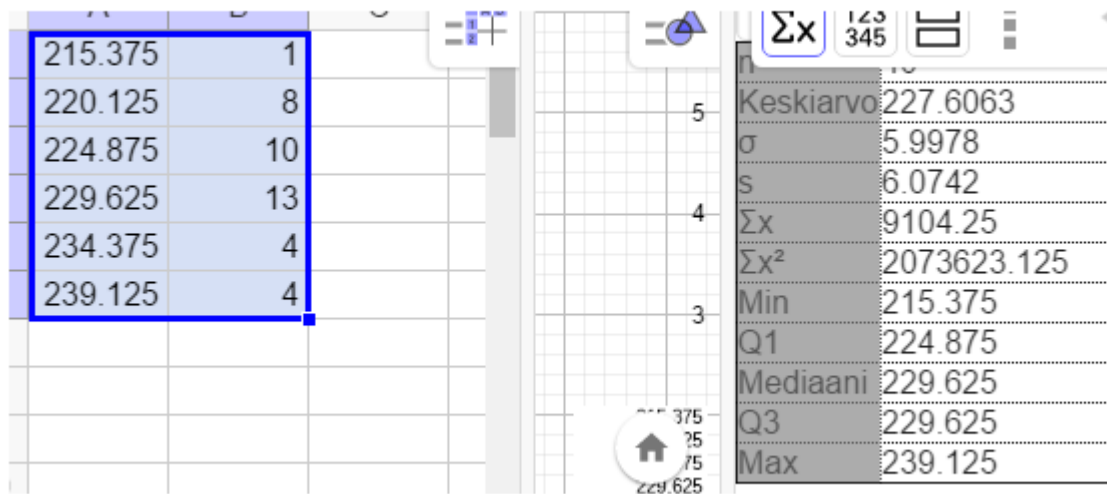 215.375 1
220.125 8
224.875 10
229.625 13
234.375 4
239.125 4
5
4
3
229.625
Σx
123
345
n
Keskiarvo 227.6063
σ 5.9978
s 6.0742
Σx 9104.25
Σx² 2073623.125
Min 215.375
Q1 224.875
Mediaani 229.625
Q3 229.625
Max 239.125